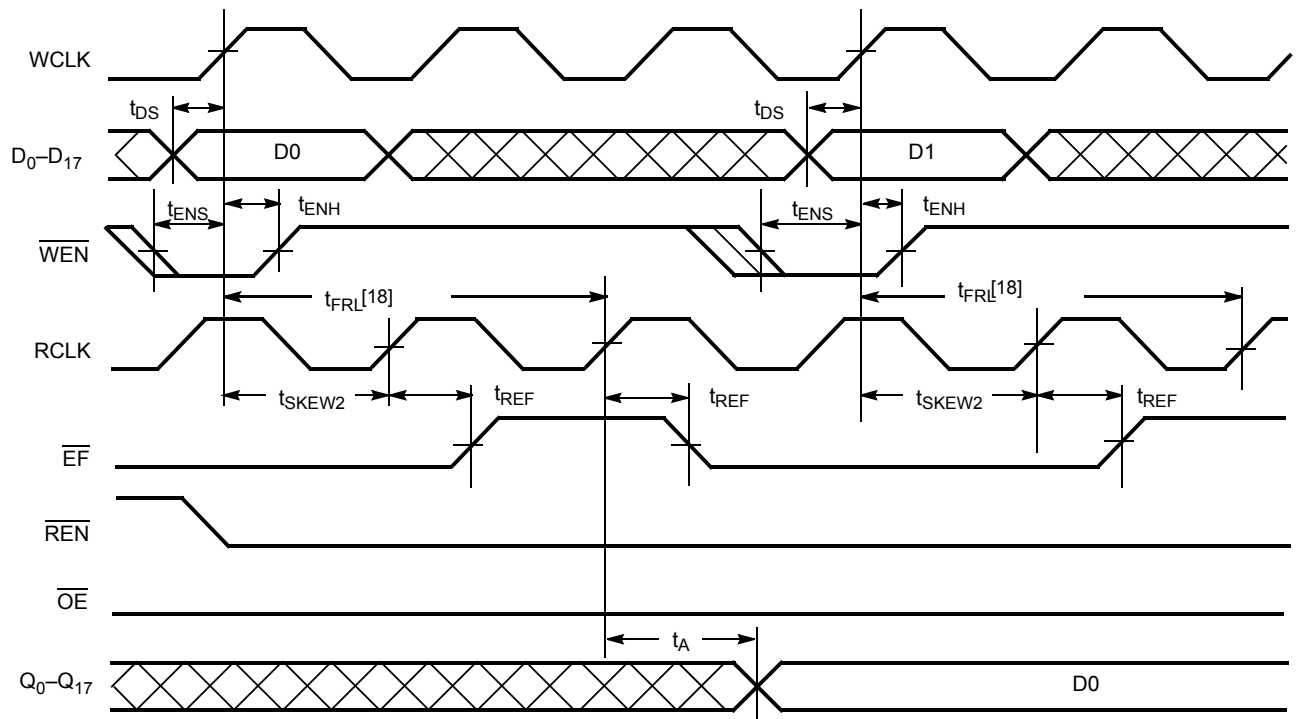 WCLK
tDS tDS
D0–D17 D0 D1
tENS tENH tENS tENH
WEN
tFRL[18] tFRL[18]
RCLK
tSKEW2 tREF tREF tSKEW2 tREF
EF
REN
OE
tA
Q0–Q17 D0